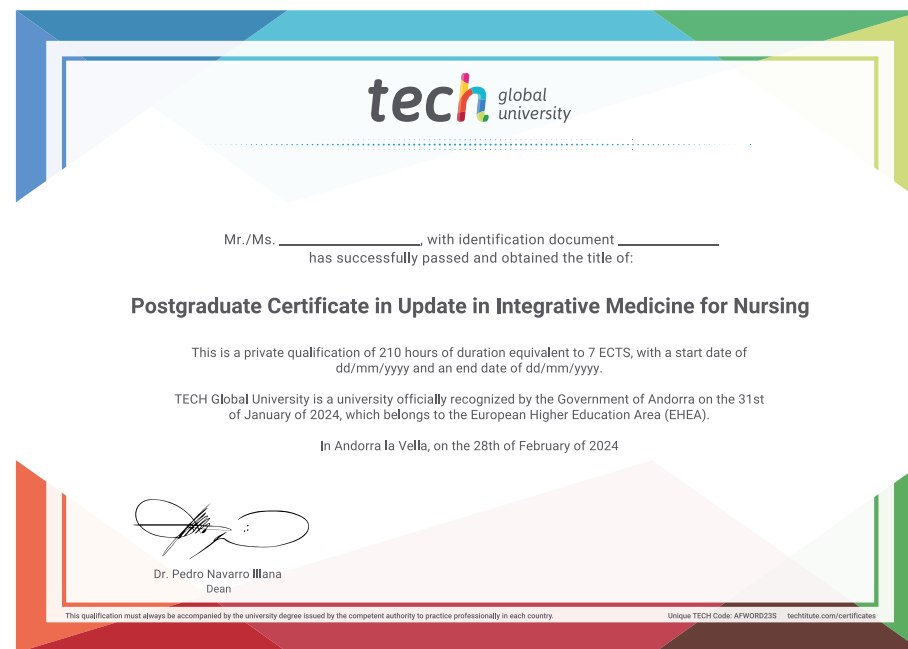 tech global
university
Mr./Ms. ____________________, with identification document ______________
has successfully passed and obtained the title of:
Postgraduate Certificate in Update in Integrative Medicine for Nursing
This is a private qualification of 210 hours of duration equivalent to 7 ECTS, with a start date of
dd/mm/yyyy and an end date of dd/mm/yyyy.
TECH Global University is a university officially recognized by the Government of Andorra on the 31st
of January of 2024, which belongs to the European Higher Education Area (EHEA).
In Andorra la Vella, on the 28th of February of 2024
Dr. Pedro Navarro Illana
Dean
This qualification must always be accompanied by the university degree issued by the competent authority to practice professionally in each country.
Unique TECH Code: AFWORD23S techtitute.com/certificates